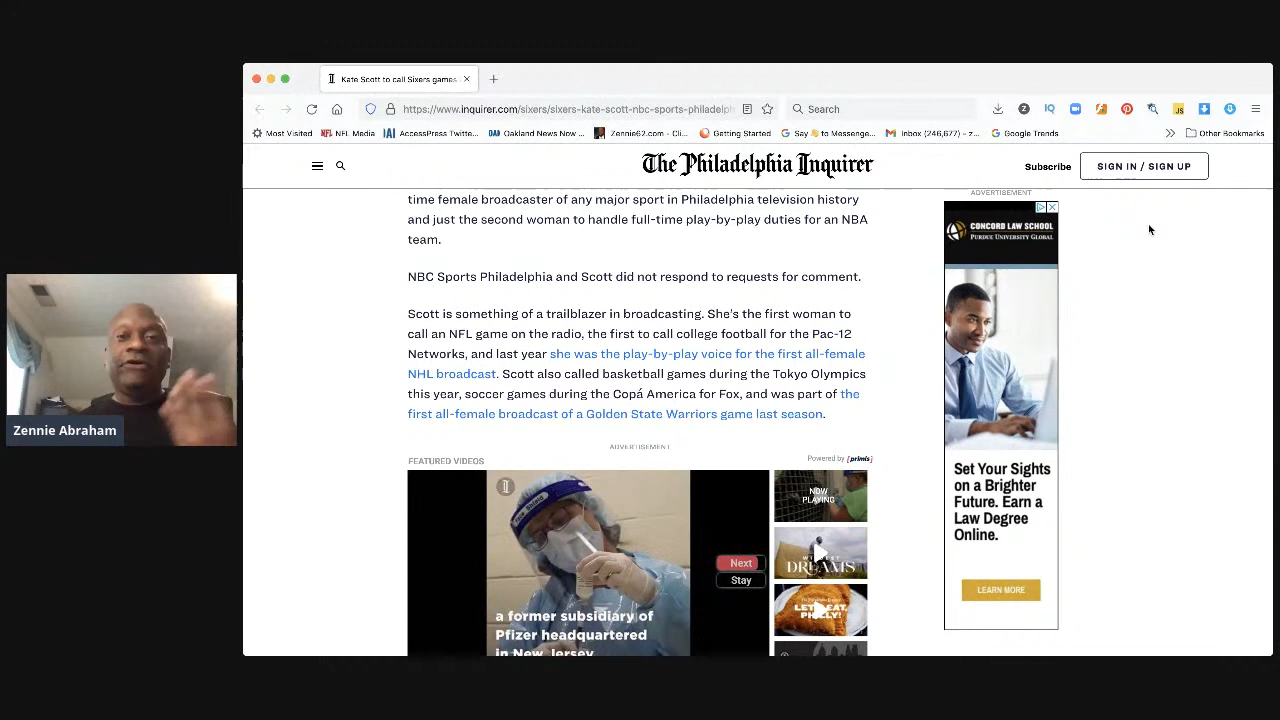 Kate Scott to call Sixers games
https://www.inquirer.com/sixers/sixers-kate-scott-nbc-sports-philadelph
Search
Most Visited
NFL Media
AccessPress Twitte...
Oakland News Now ...
Zennie62.com - Cli...
Getting Started
Say 👋 to Messenge...
Inbox (246,677) – z...
Google Trends
Other Bookmarks
The Philadelphia Inquirer
Subscribe
SIGN IN / SIGN UP
time female broadcaster of any major sport in Philadelphia television history
and just the second woman to handle full-time play-by-play duties for an NBA
team.
NBC Sports Philadelphia and Scott did not respond to requests for comment.
Scott is something of a trailblazer in broadcasting. She's the first woman to
call an NFL game on the radio, the first to call college football for the Pac-12
Networks, and last year she was the play-by-play voice for the first all-female
NHL broadcast. Scott also called basketball games during the Tokyo Olympics
this year, soccer games during the Copá America for Fox, and was part of the
first all-female broadcast of a Golden State Warriors game last season.
ADVERTISEMENT
FEATURED VIDEOS
Powered by [primis]
Fox Shield
a former subsidiary of
Pfizer headquartered
in New Jersey
Next
Stay
NOW
PLAYING
DREAMS
LET'S EAT,
PHILLY!
ADVERTISEMENT
CONCORD LAW SCHOOL
PURDUE UNIVERSITY GLOBAL
Set Your Sights
on a Brighter
Future. Earn a
Law Degree
Online.
LEARN MORE
Zennie Abraham